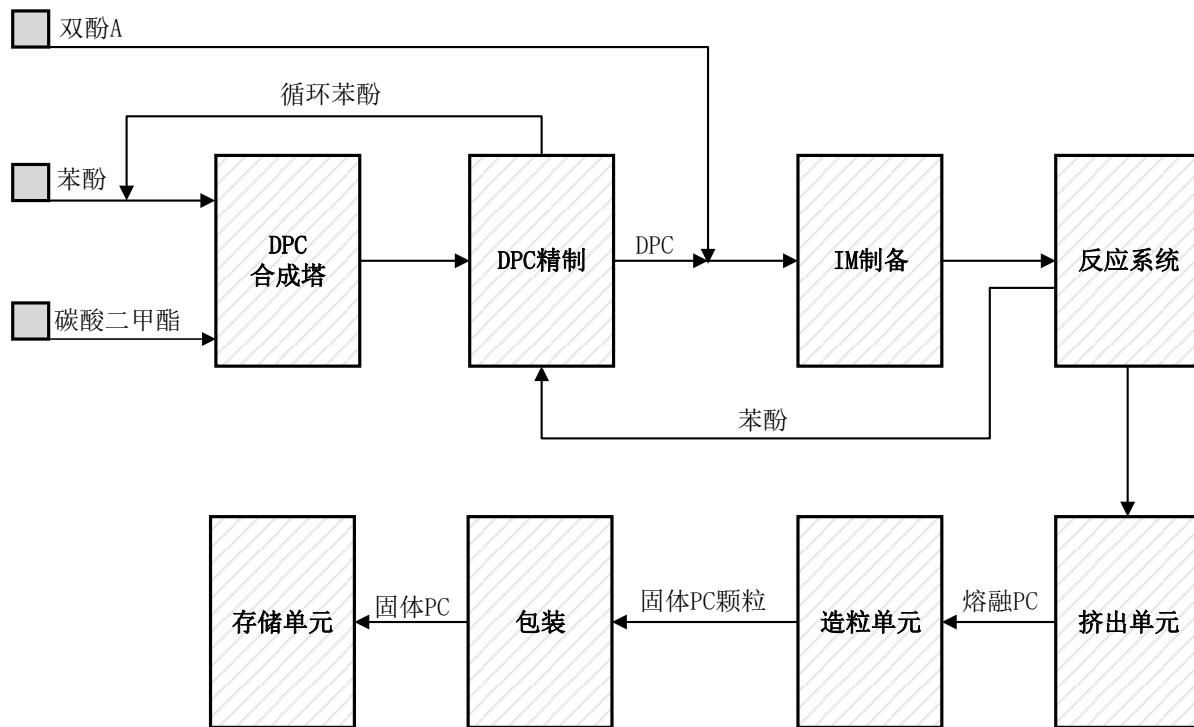 双酚A
循环苯酚
苯酚
碳酸二甲酯
DPC
合成塔
DPC精制
DPC
IM制备
反应系统
苯酚
存储单元
固体PC
包装
固体PC颗粒
造粒单元
熔融PC
挤出单元